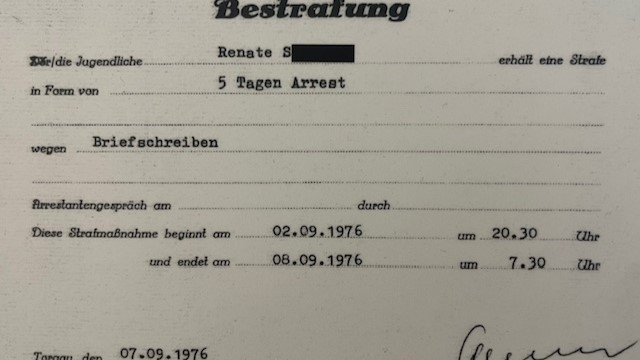 Bestrafung
Der/die Jugendliche Renate S erhält eine Strafe
in Form von 5 Tagen Arrest
wegen Briefschreiben
Arrestantengespräch am durch
Diese Strafmaßnahme beginnt am 02.09.1976 um 20.30 Uhr
und endet am 08.09.1976 um 7.30 Uhr
Torgau, den 07.09.1976